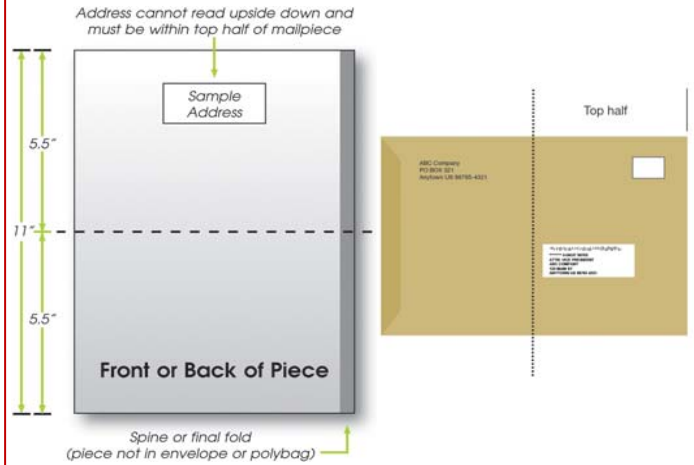 Address cannot read upside down and
must be within top half of mailpiece
Sample
Address
5.5″
11″
5.5″
Front or Back of Piece
Spine or final fold
(piece not in envelope or polybag)
Top half
ABC Company
PO BOX 321
Anytown US
ABC COMPANY